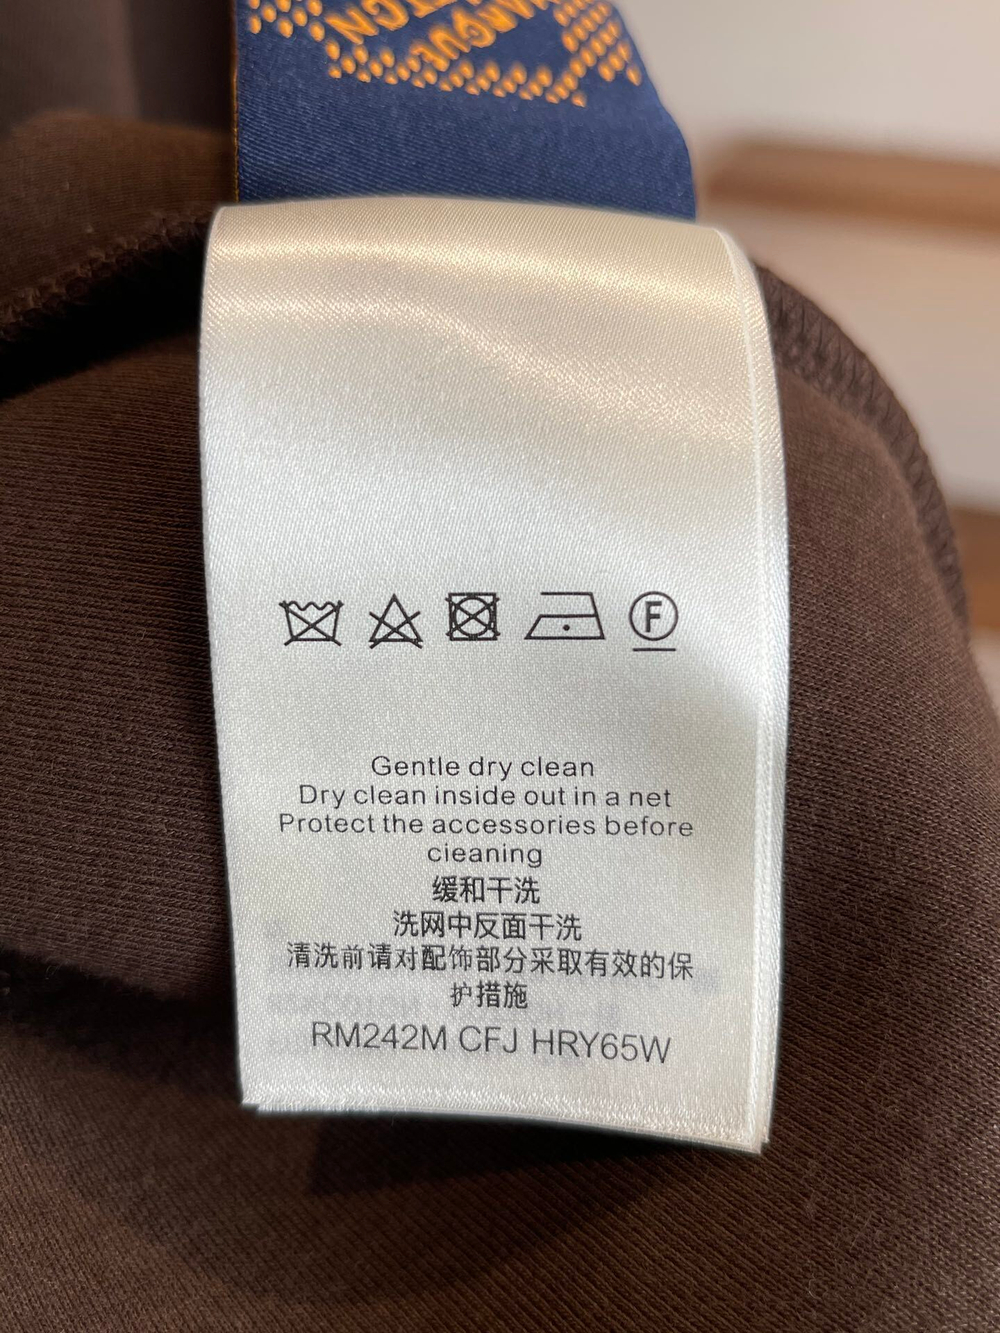 F
Gentle dry clean
Dry clean inside out in a net
Protect the accessories before
cieaning
缓和干洗
洗网中反面干洗
清洗前请对配饰部分采取有效的保
护措施
RM242M CFJ HRY65W